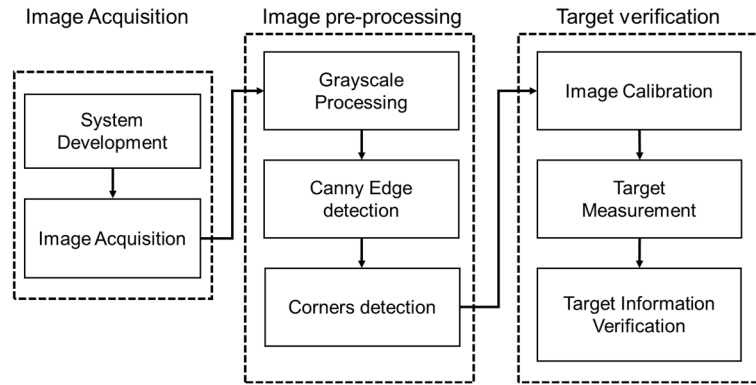 Image Acquisition
System
Development
Image Acquisition
Image pre-processing
Grayscale
Processing
Canny Edge
detection
Corners detection
Target verification
Image Calibration
Target
Measurement
Target Information
Verification